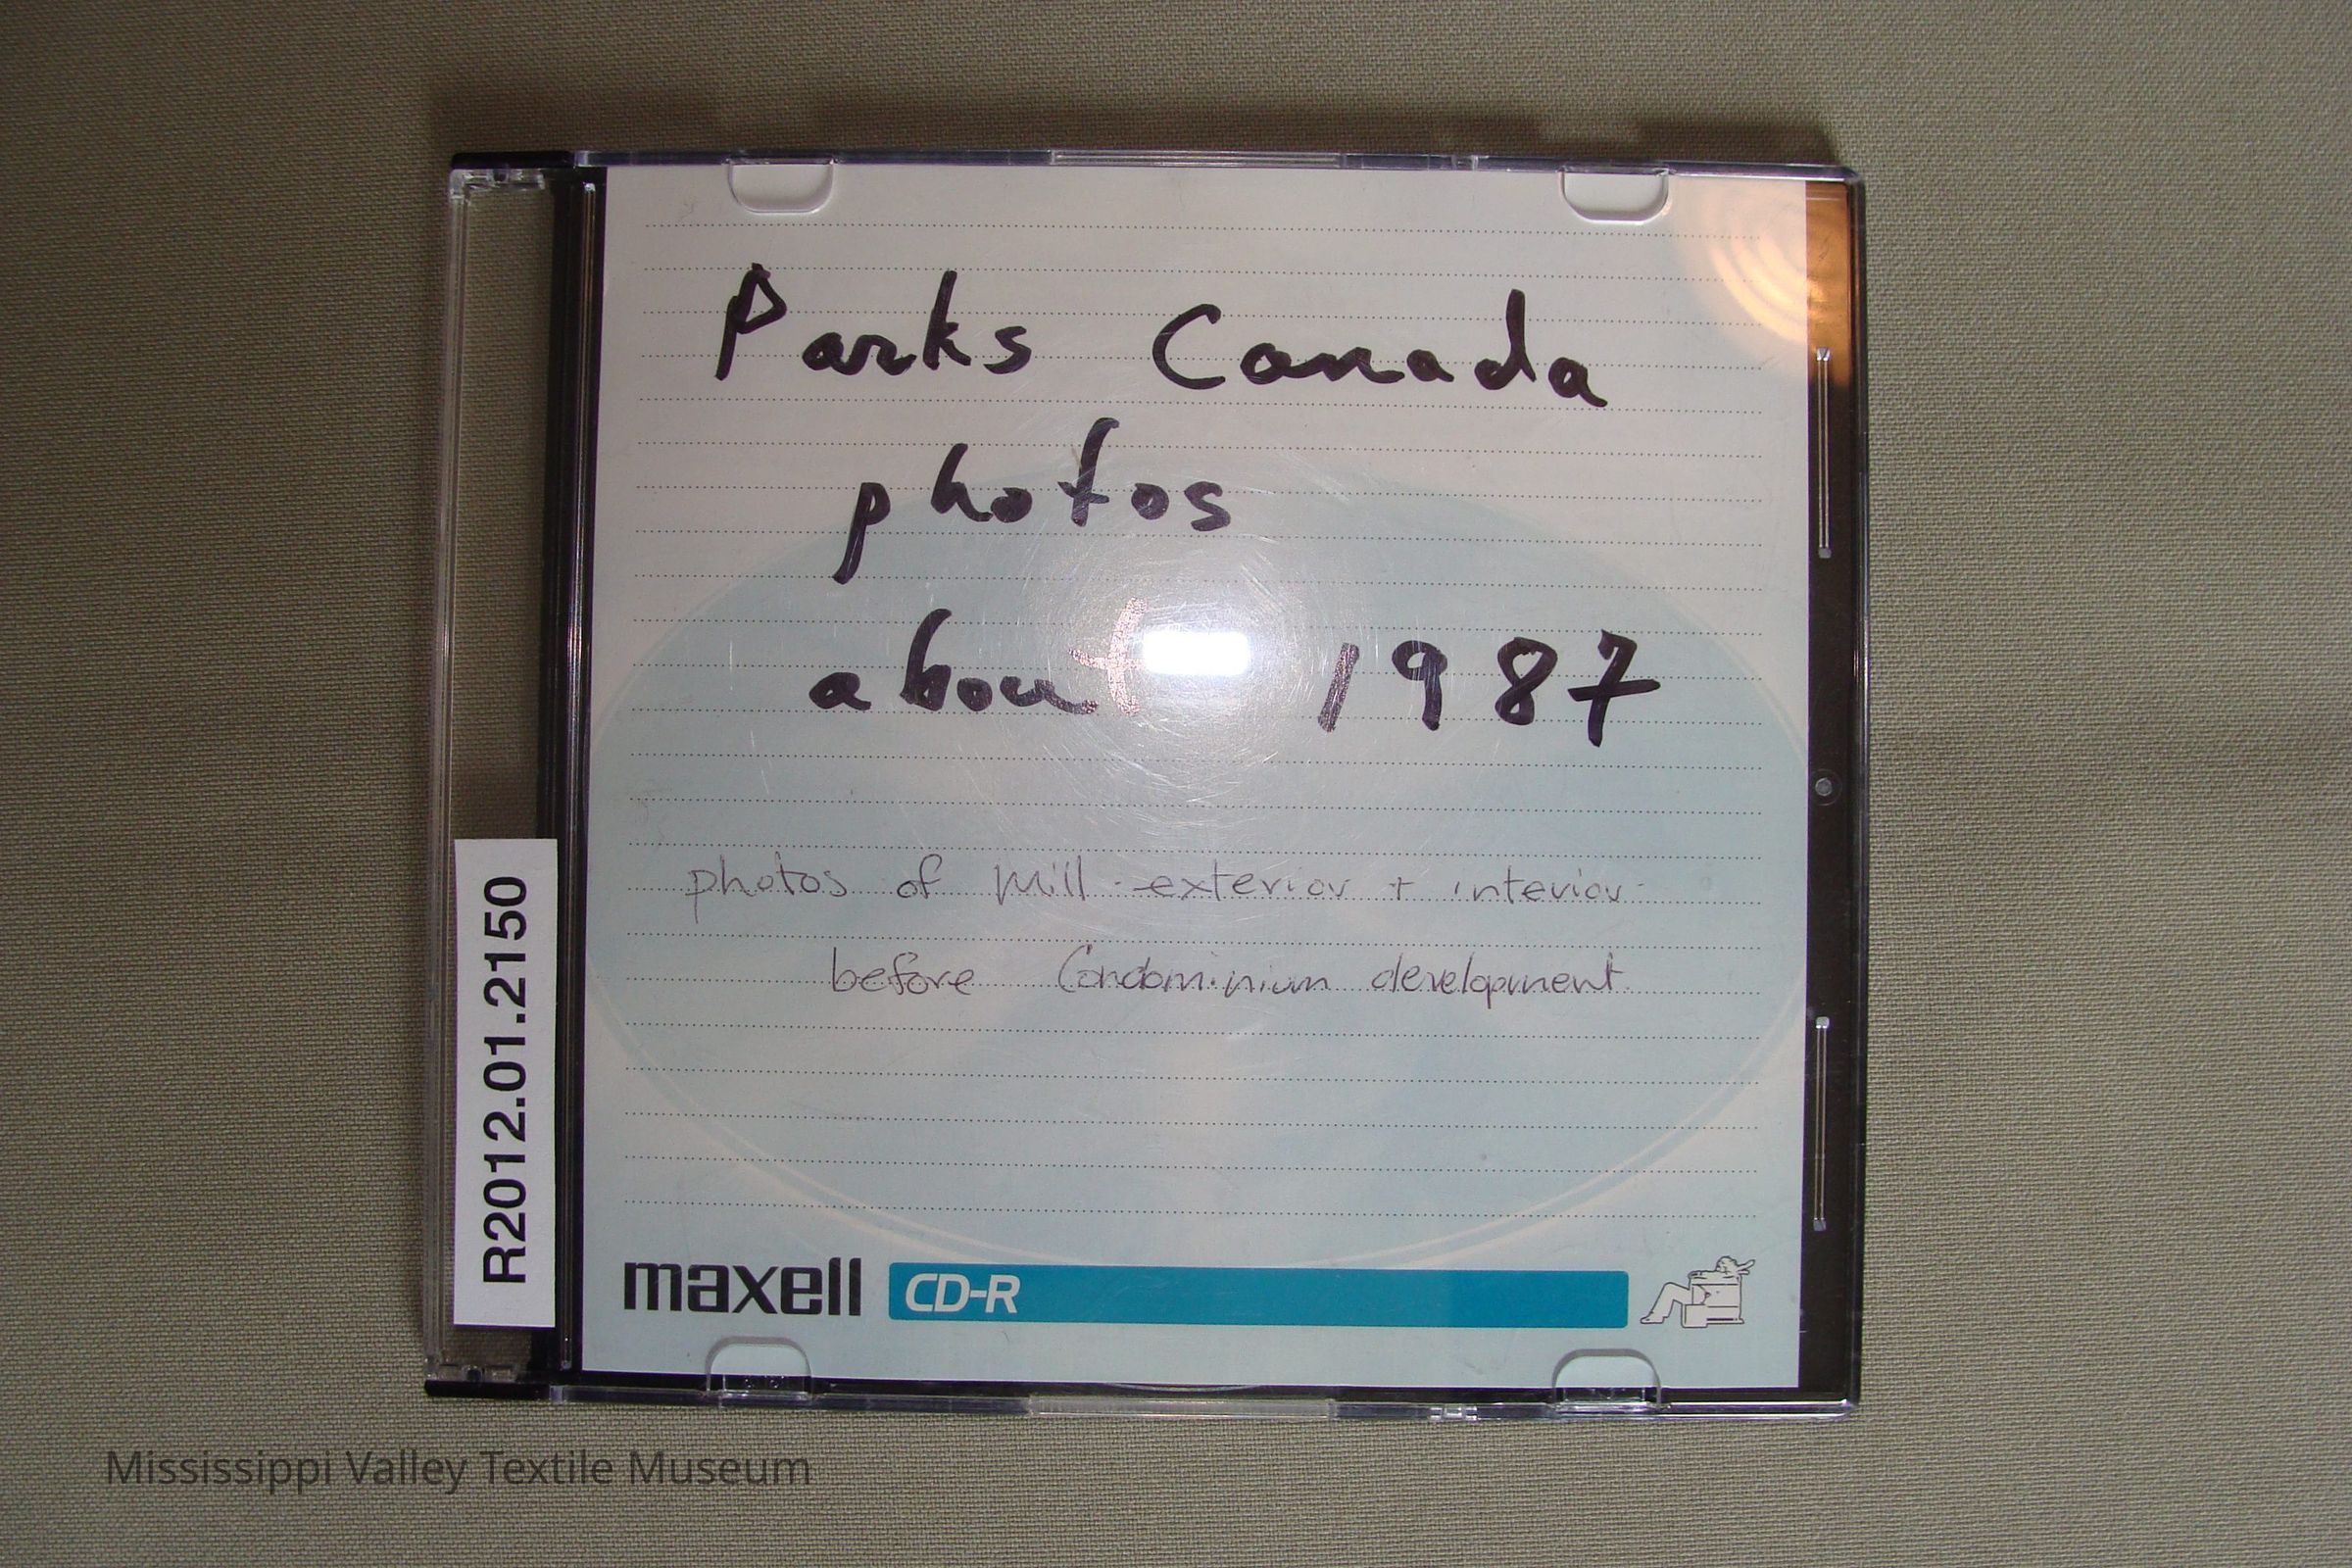 Parks Canada
photos
about 1987
photos of mill - exterior + interior -
before Condominium development
maxell CD-R
R2012.01.2150
Mississippi Valley Textile Museum